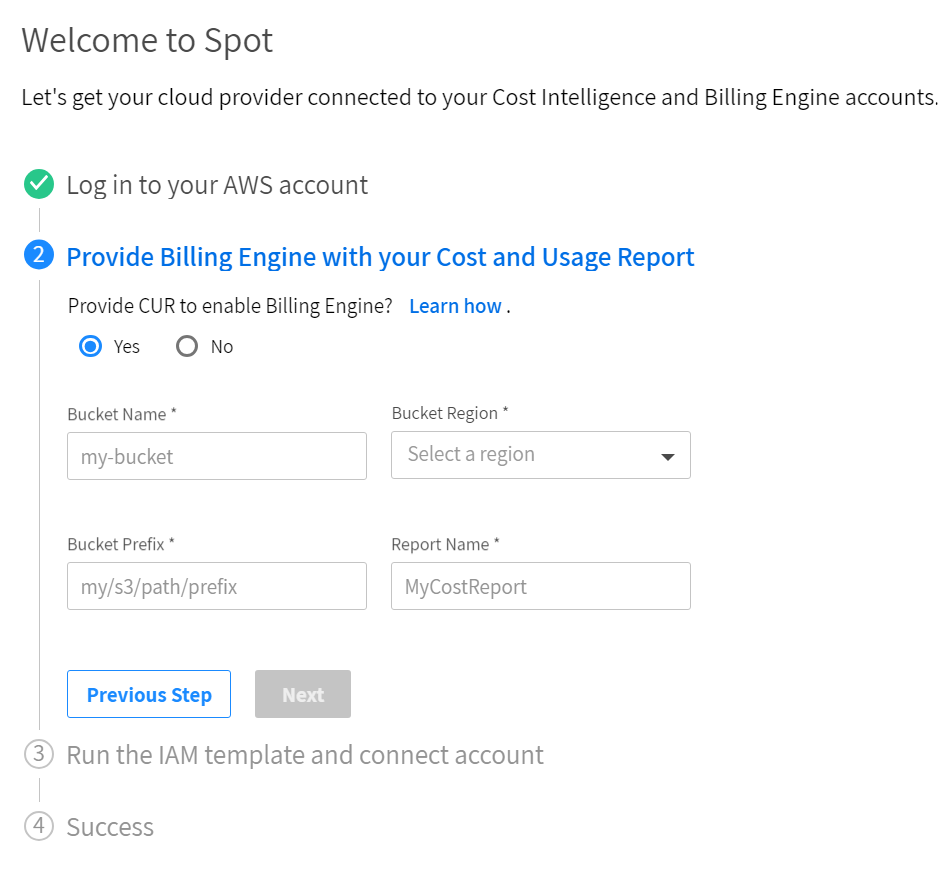 Welcome to Spot
Let's get your cloud provider connected to your Cost Intelligence and Billing Engine accounts.
Log in to your AWS account
2 Provide Billing Engine with your Cost and Usage Report
Provide CUR to enable Billing Engine? Learn how .
Yes No
Bucket Name * Bucket Region *
my-bucket Select a region
Bucket Prefix * Report Name *
my/s3/path/prefix MyCostReport
Previous Step Next
3 Run the IAM template and connect account
4 Success